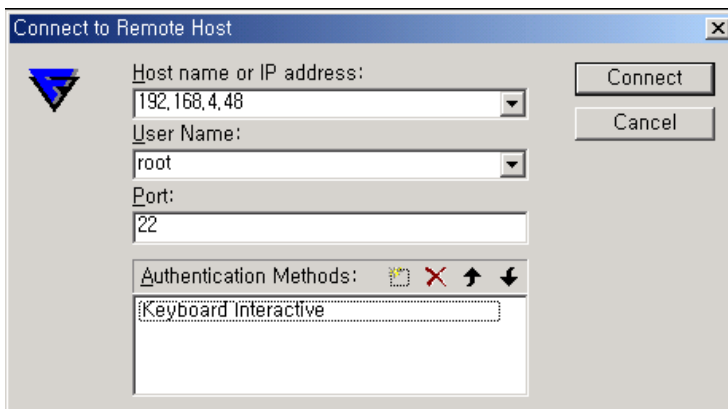 Connect to Remote Host
Host name or IP address:
192,168,4,48
Connect
User Name:
Cancel
root
Port:
22
Authentication Methods:
Keyboard Interactive